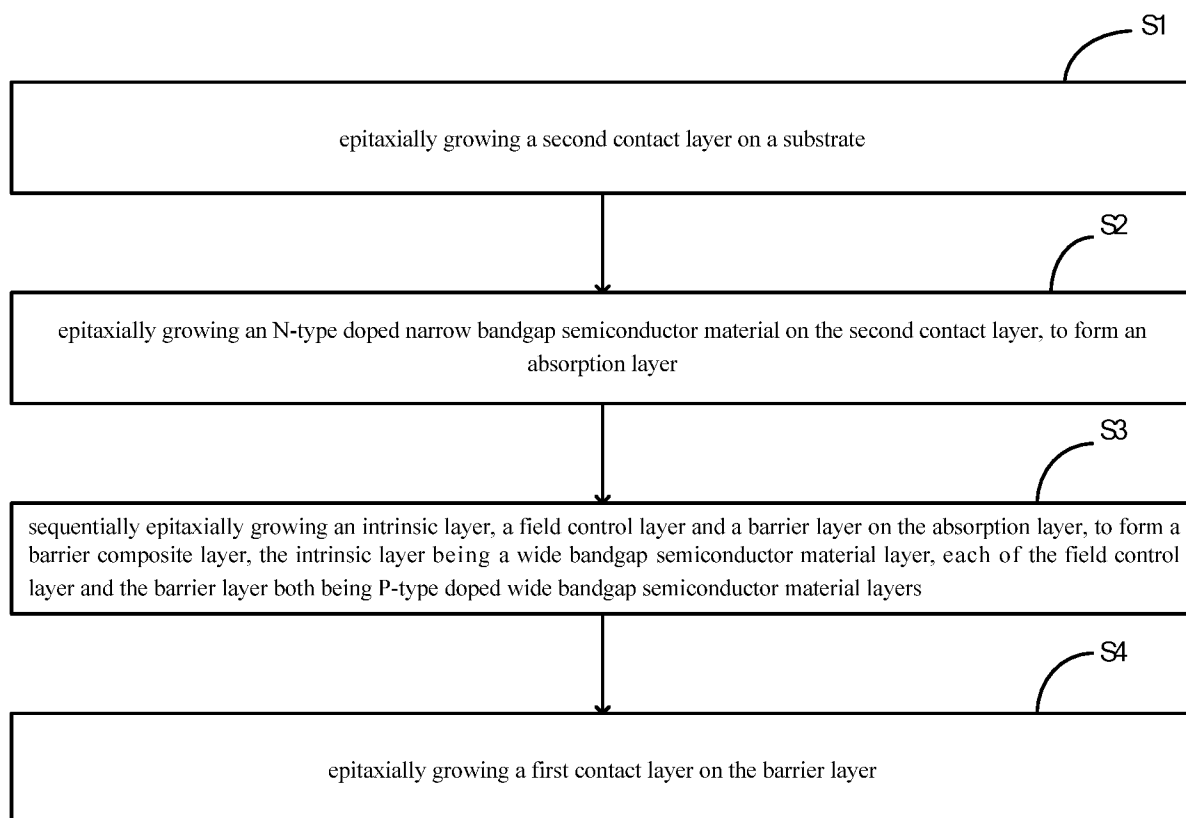 S1
epitaxially growing a second contact layer on a substrate
S2
epitaxially growing an N-type doped narrow bandgap semiconductor material on the second contact layer, to form an
absorption layer
S3
sequentially epitaxially growing an intrinsic layer, a field control layer and a barrier layer on the absorption layer, to form a
barrier composite layer, the intrinsic layer being a wide bandgap semiconductor material layer, each of the field control
layer and the barrier layer both being P-type doped wide bandgap semiconductor material layers
S4
epitaxially growing a first contact layer on the barrier layer